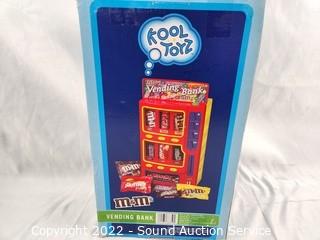 KOOL
TOYZ
Vending Bank
m&m's
VENDING BANK
Copyright 2022 - Sound Auction Service